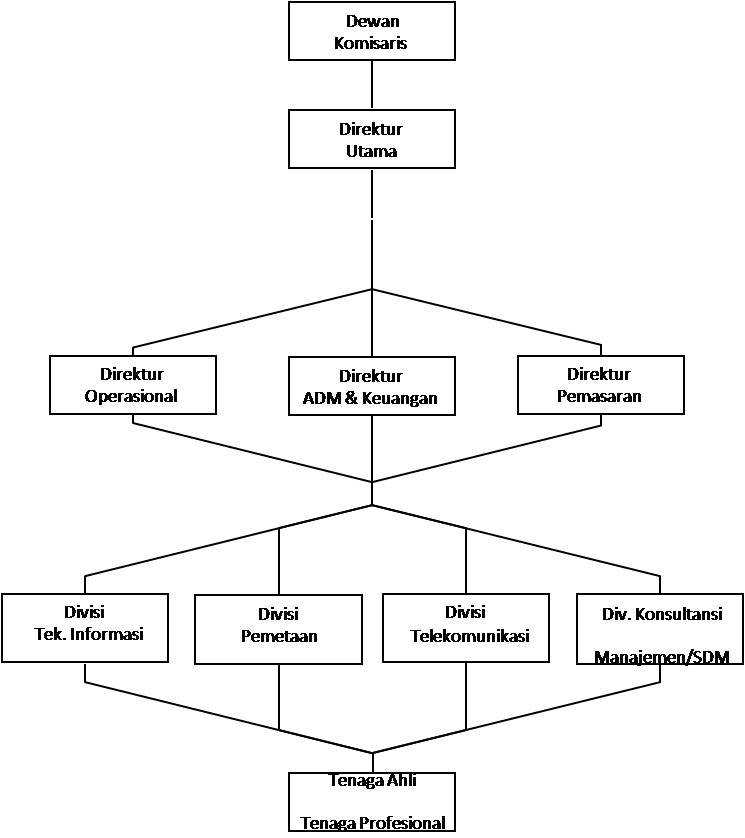 Dewan
Komisaris
Direktur
Utama
Direktur
Operasional
Direktur
ADM & Keuangan
Direktur
Pemasaran
Divisi
Tek. Informasi
Divisi
Pemetaan
Divisi
Telekomunikasi
Div. Konsultansi
Manajemen/SDM
Tenaga Ahli
Tenaga Profesional